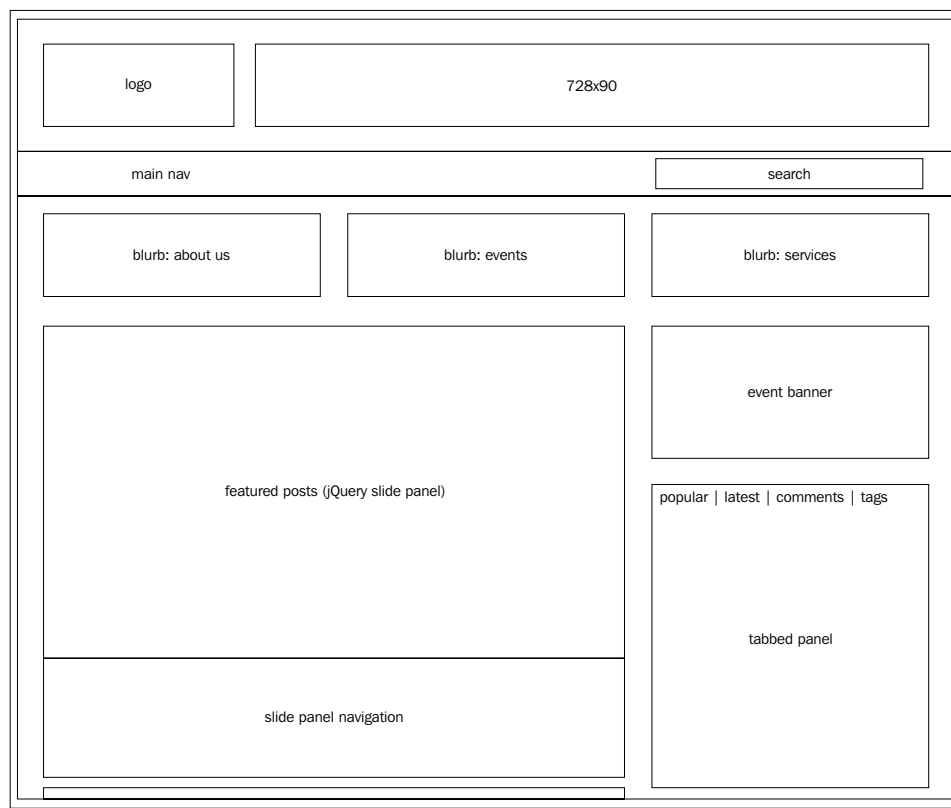 logo
728x90
main nav
search
blurb: about us
blurb: events
blurb: services
event banner
featured posts (jQuery slide panel)
popular | latest | comments | tags
tabbed panel
slide panel navigation